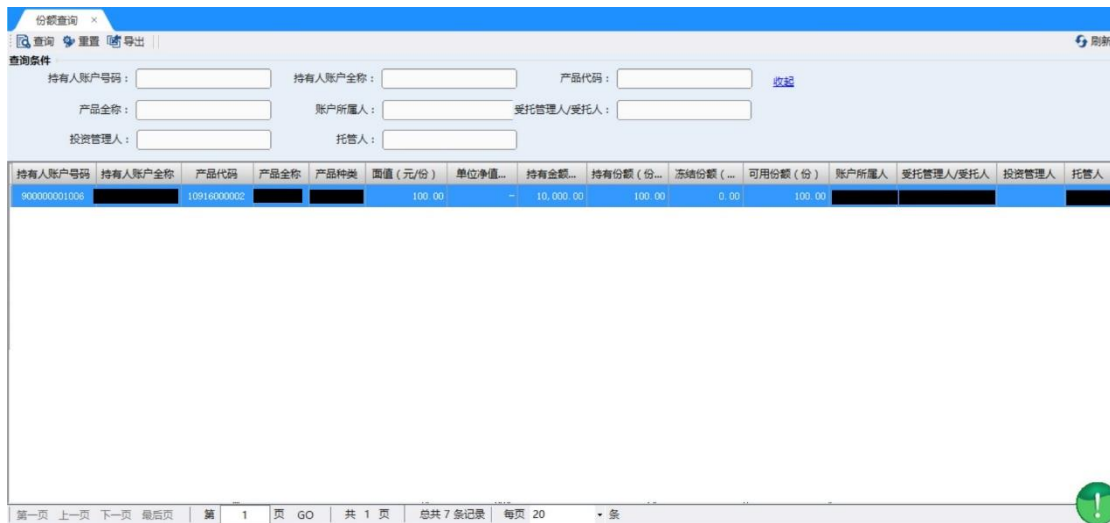 份额查询 ×
查询 重置 导出 刷新
查询条件
持有人账户号码： 持有人账户全称： 产品代码： 收起
产品全称： 账户所属人： 受托管理人/受托人：
投资管理人： 托管人：
持有人账户号码 持有人账户全称 产品代码 产品全称 产品种类 面值（元/份） 单位净值... 持有金额... 持有份额（份... 冻结份额（... 可用份额（份） 账户所属人 受托管理人/受托人 投资管理人 托管人
900000001006 10916000002 100.00 - 10,000.00 100.00 0.00 100.00
第一页 上一页 下一页 最后页 第 1 页 GO 共 1 页 总共 7 条记录 每页 20 条